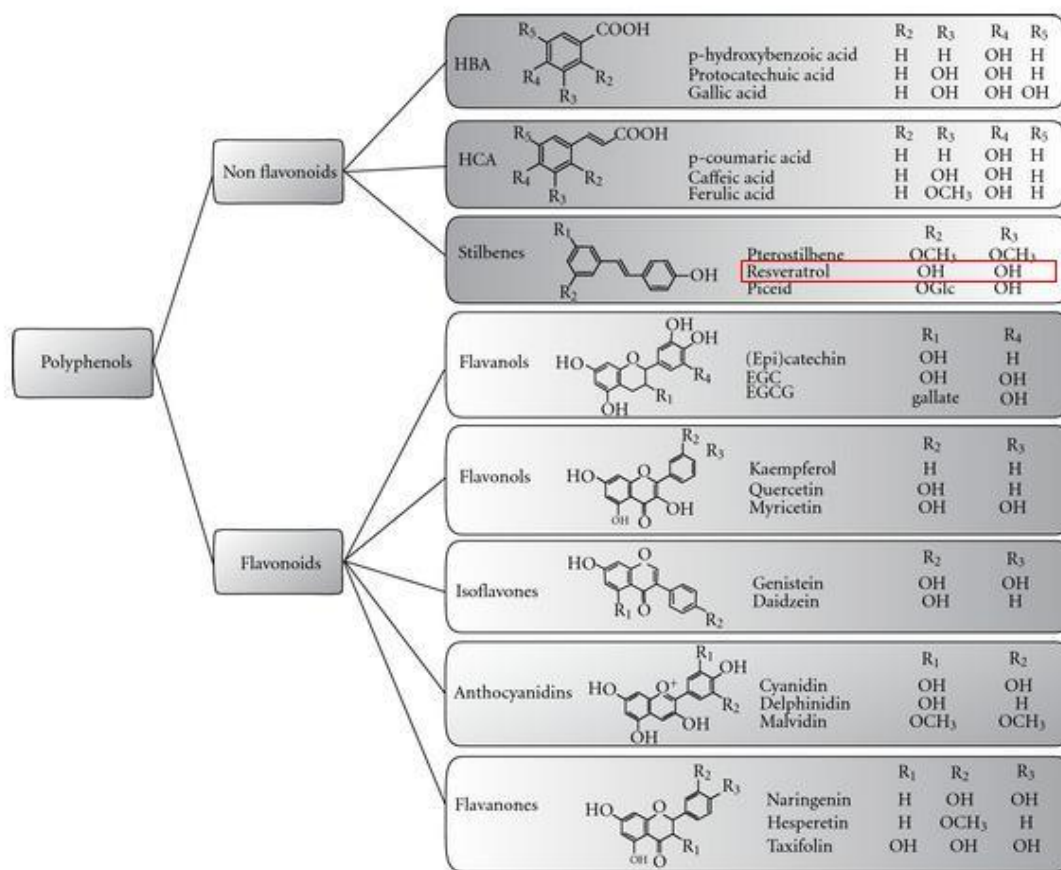 Polyphenols
Non flavonoids
Flavonoids
HBA
R5 COOH
R4 R2
R3
R2 R3 R4 R5
p-hydroxybenzoic acid H H OH H
Protocatechuic acid H OH OH H
Gallic acid H OH OH OH
HCA
R5 COOH
R4 R2
R3
R2 R3 R4 R5
p-coumaric acid H H OH H
Caffeic acid H OH OH H
Ferulic acid H OCH3 OH H
Stilbenes
R1
OH
R2
R2 R3
Pterostilbene OCH3 OCH3
Resveratrol OH OH
Piceid OGlc OH
Flavanols
OH
OH
HO O
R4
R1
OH
R1 R4
(Epi)catechin OH H
EGC OH OH
EGCG gallate OH
Flavonols
R2
R3
HO O
OH
OH O
R2 R3
Kaempferol H H
Quercetin OH H
Myricetin OH OH
Isoflavones
HO O
R1 O
R2
R2 R3
Genistein OH OH
Daidzein OH H
Anthocyanidins
R1
OH
HO O+
R2
OH
OH
R1 R2
Cyanidin OH OH
Delphinidin OH H
Malvidin OCH3 OCH3
Flavanones
R2
R3
HO O
R1
OH O
R1 R2 R3
Naringenin H OH OH
Hesperetin H OCH3 H
Taxifolin OH OH OH